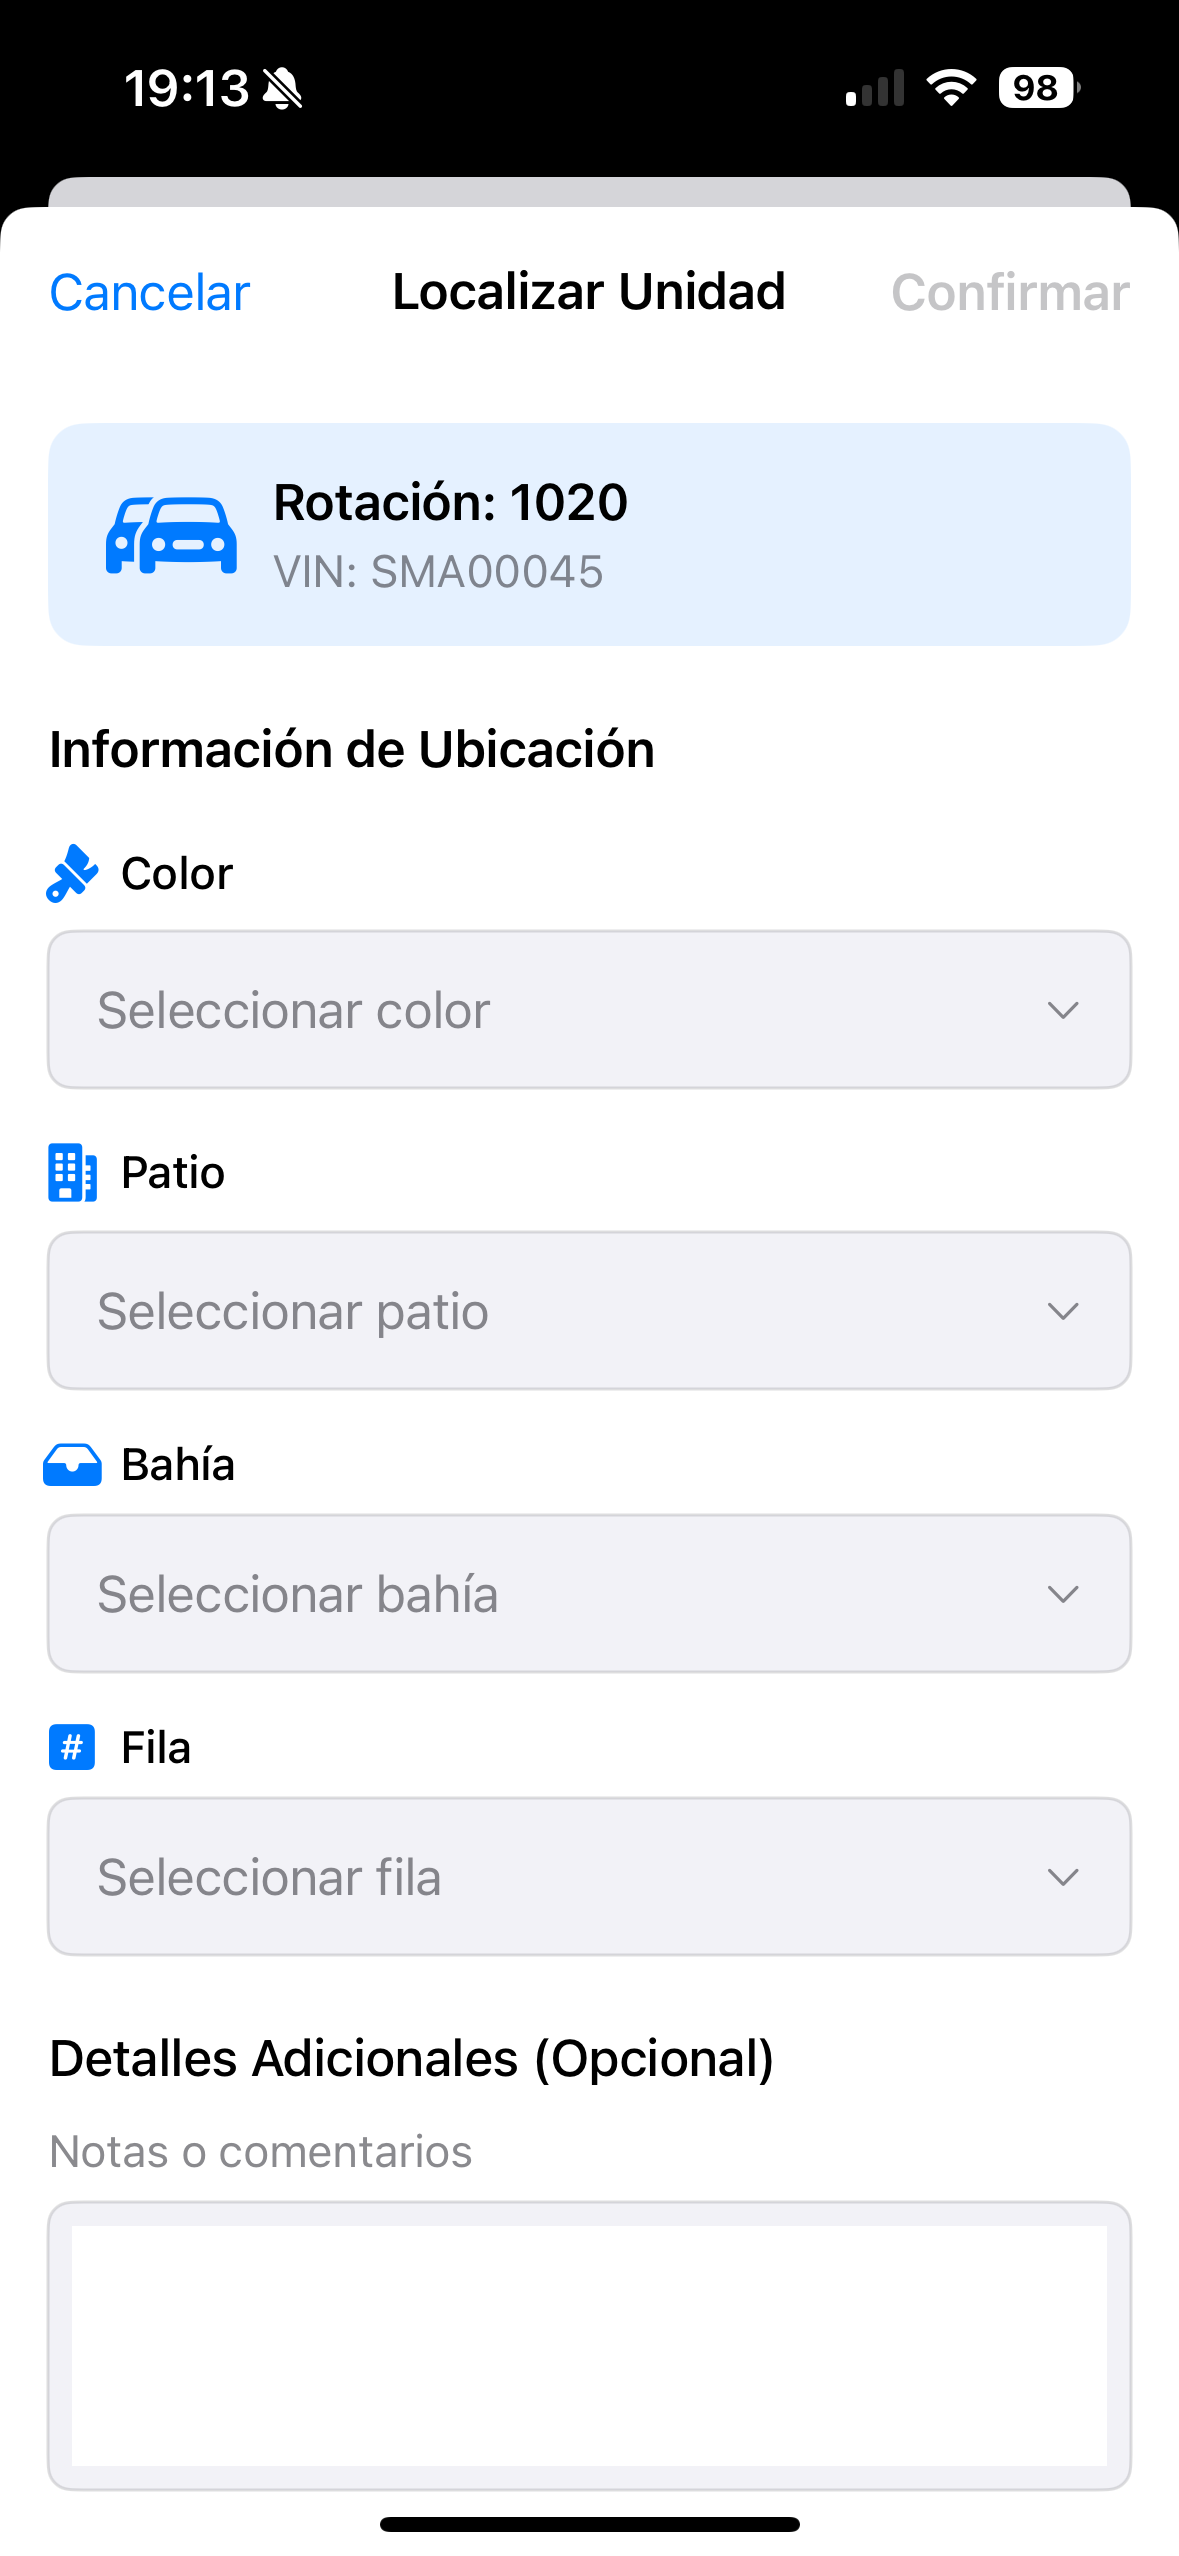 19:13
98
Cancelar
Localizar Unidad
Confirmar
Rotación: 1020
VIN: SMA00045
Información de Ubicación
Color
Seleccionar color
Patio
Seleccionar patio
Bahía
Seleccionar bahía
#
Fila
Seleccionar fila
Detalles Adicionales (Opcional)
Notas o comentarios